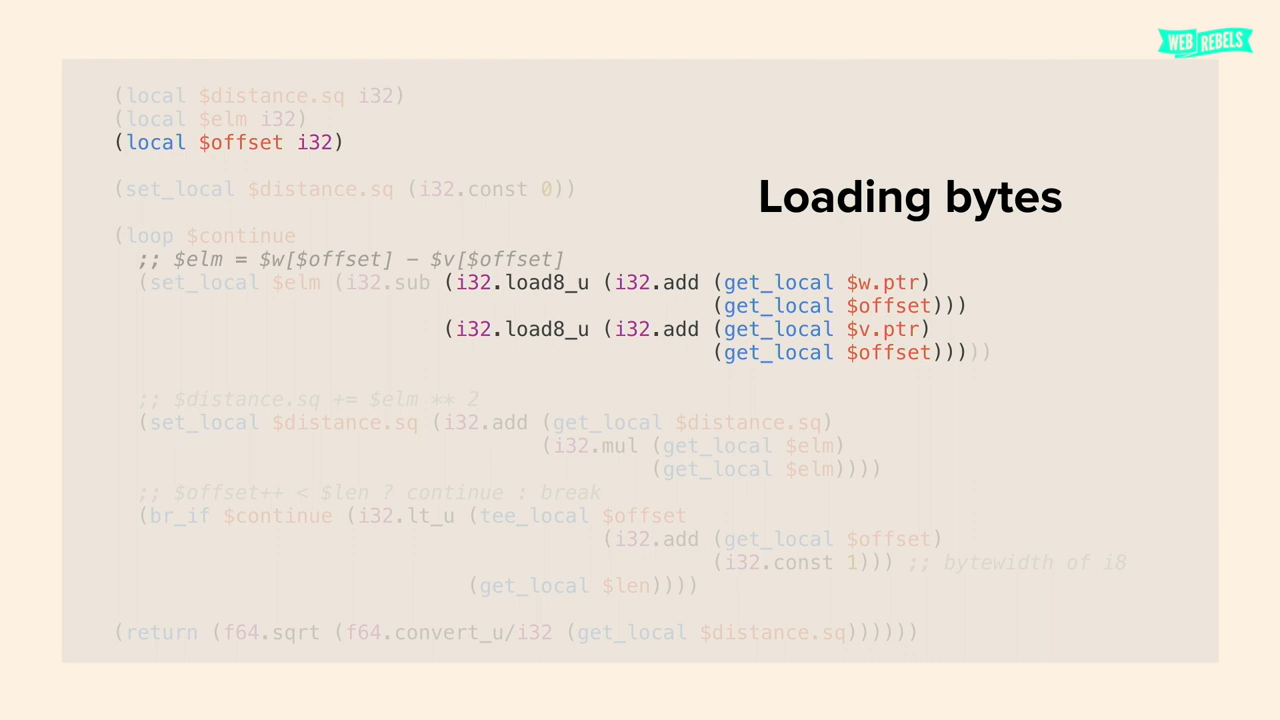 WEB REBELS
(local $distance.sq i32)
(local $elm i32)
(local $offset i32)
(set_local $distance.sq (i32.const 0))
Loading bytes
(loop $continue
;; $elm = $w[$offset] - $v[$offset]
(set_local $elm (i32.sub (i32.load8_u (i32.add (get_local $w.ptr)
(get_local $offset)))
(i32.load8_u (i32.add (get_local $v.ptr)
(get_local $offset)))))
;; $distance.sq += $elm ** 2
(set_local $distance.sq (i32.add (get_local $distance.sq)
(i32.mul (get_local $elm)
(get_local $elm))))
;; $offset++ < $len ? continue : break
(br_if $continue (i32.lt_u (tee_local $offset
(i32.add (get_local $offset)
(i32.const 1))) ;; bytewidth of i8
(get_local $len))))
(return (f64.sqrt (f64.convert_u/i32 (get_local $distance.sq))))))